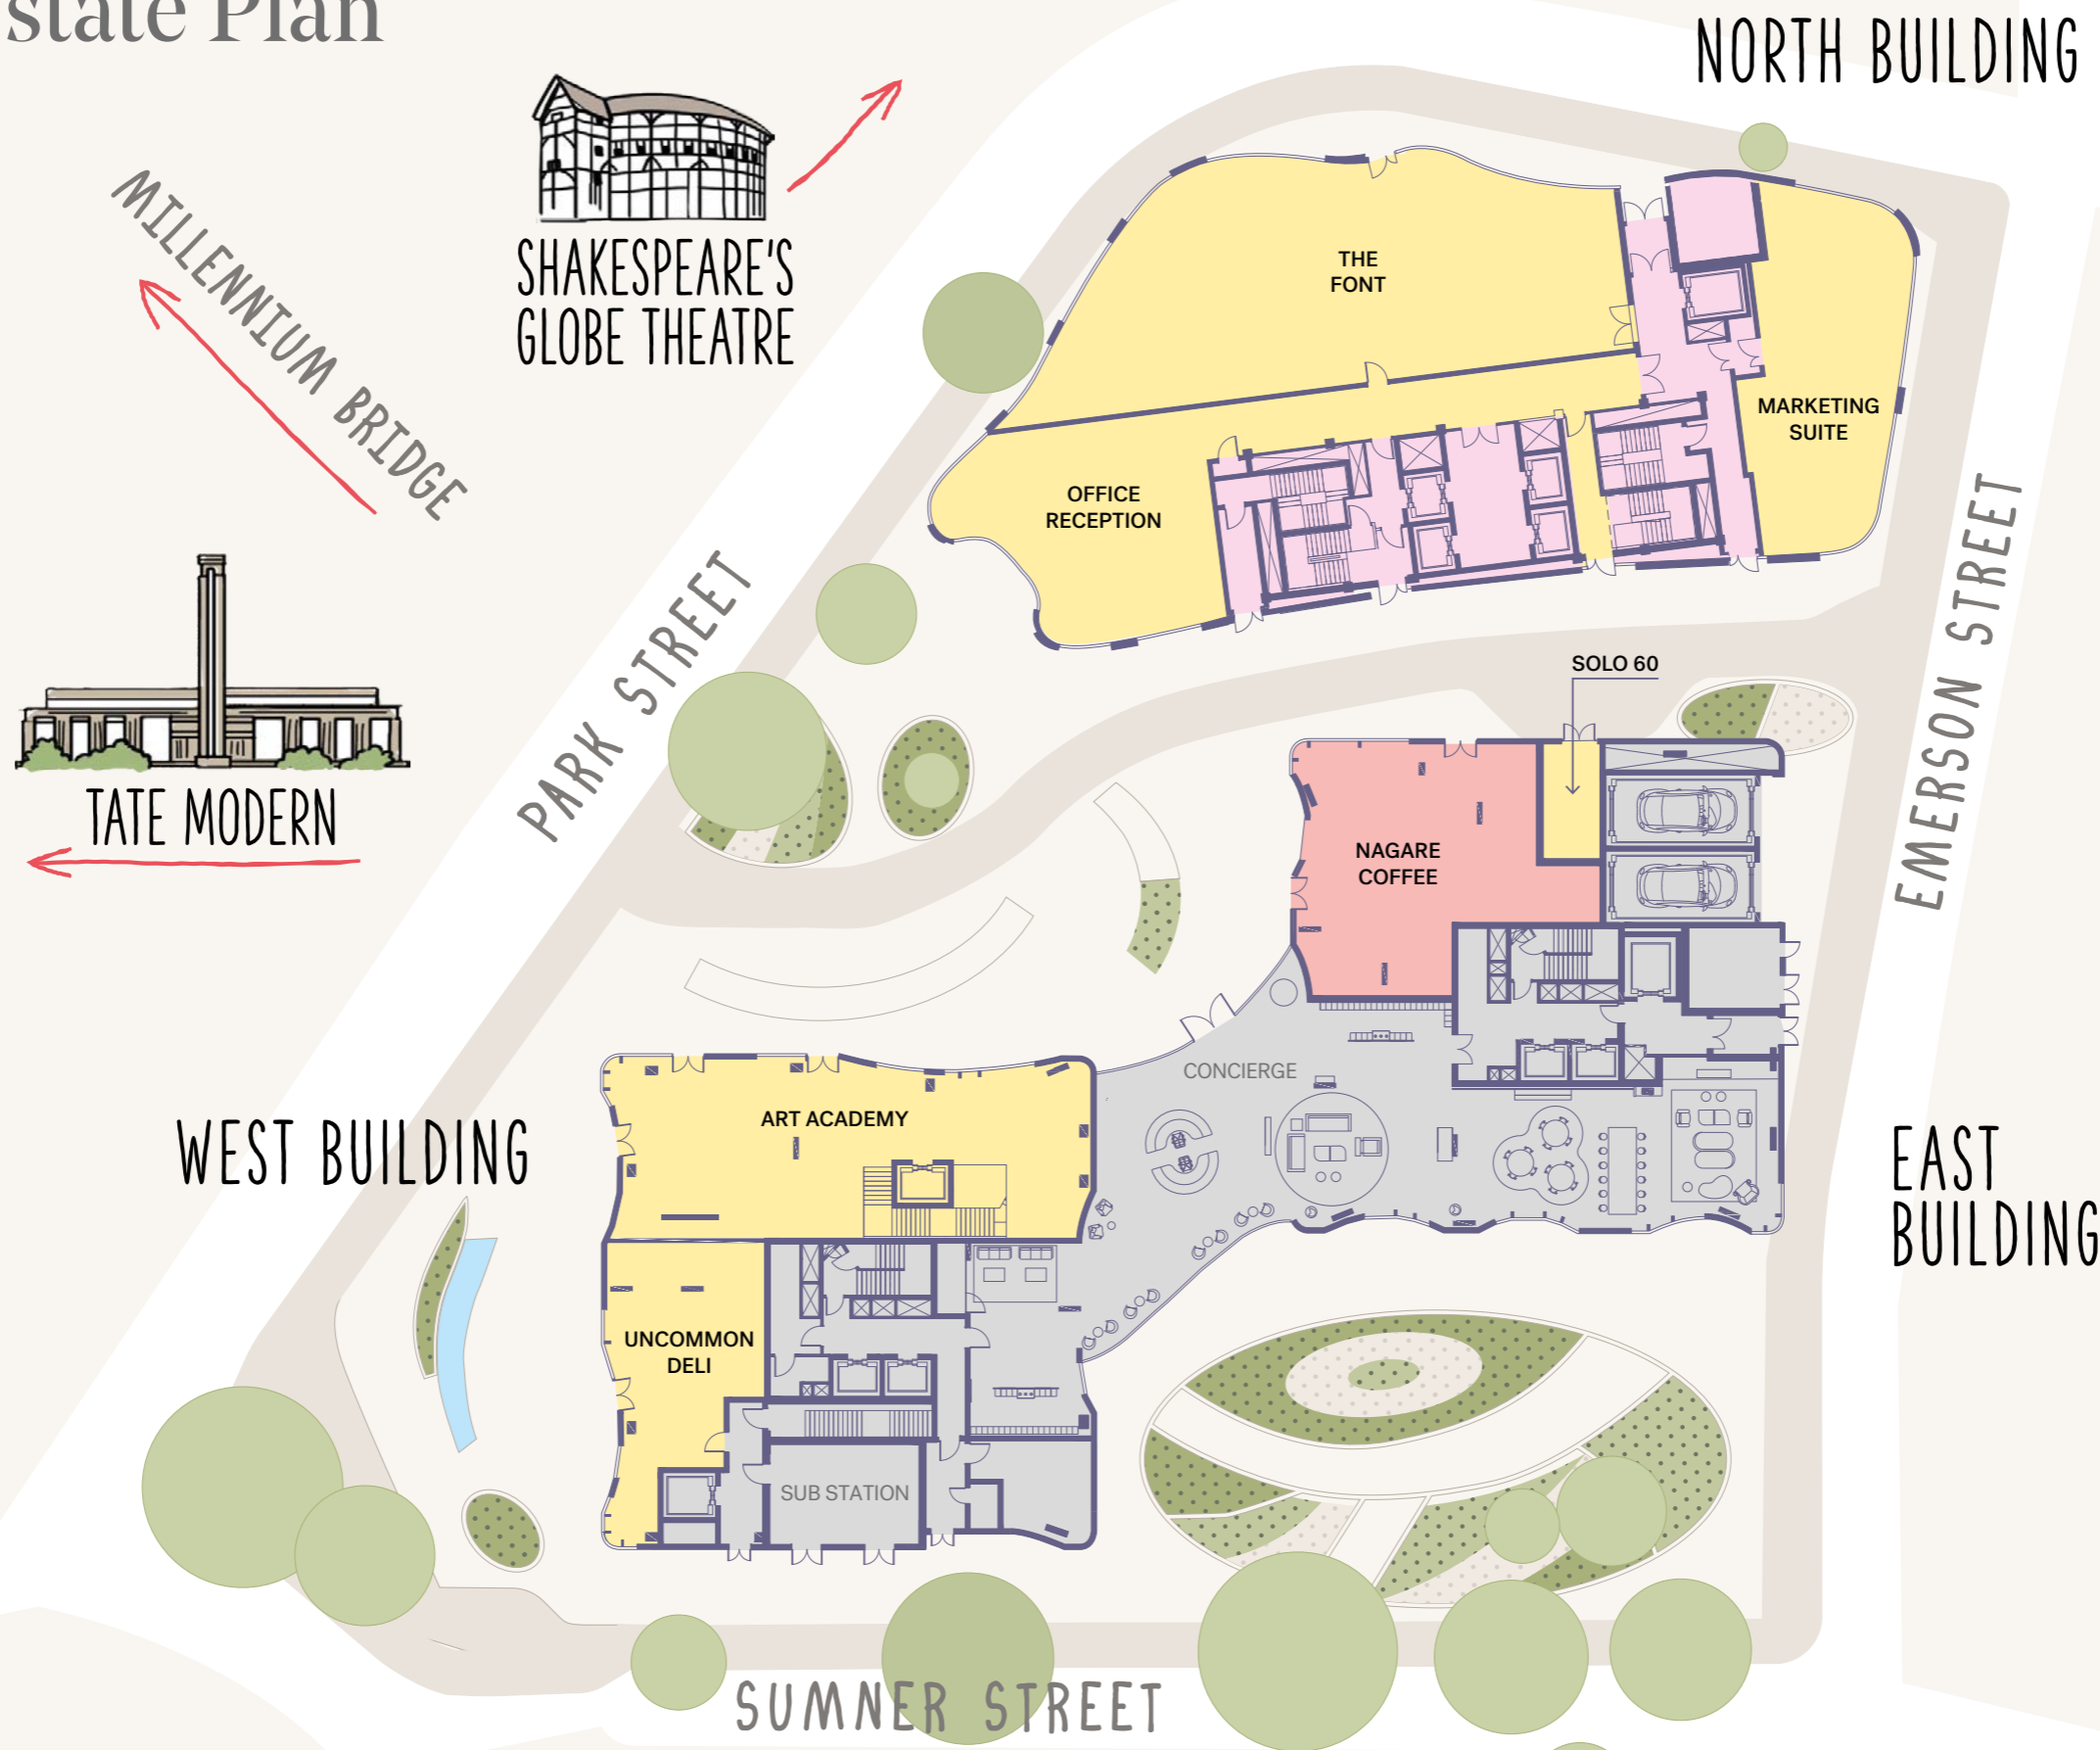 state Plan
NORTH BUILDING
MILLENNIUM BRIDGE
SHAKESPEARE'S
GLOBE THEATRE
THE
FONT
MARKETING
SUITE
OFFICE
RECEPTION
TATE MODERN
PARK STREET
EMERSON STREET
SOLO 60
NAGARE
COFFEE
CONCIERGE
ART ACADEMY
WEST BUILDING
EAST
BUILDING
UNCOMMON
DELI
SUB STATION
SUMNER STREET